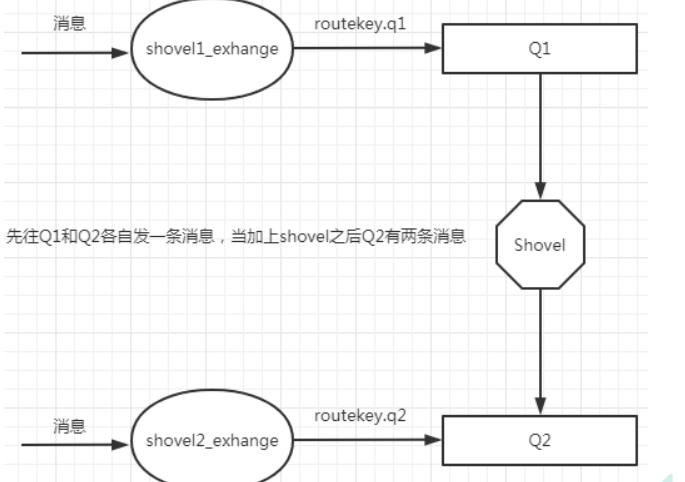 消息
shovel1_exhange
routekey.q1
Q1
先往Q1和Q2各自发一条消息，当加上shovel之后Q2有两条消息
Shovel
消息
shovel2_exhange
routekey.q2
Q2